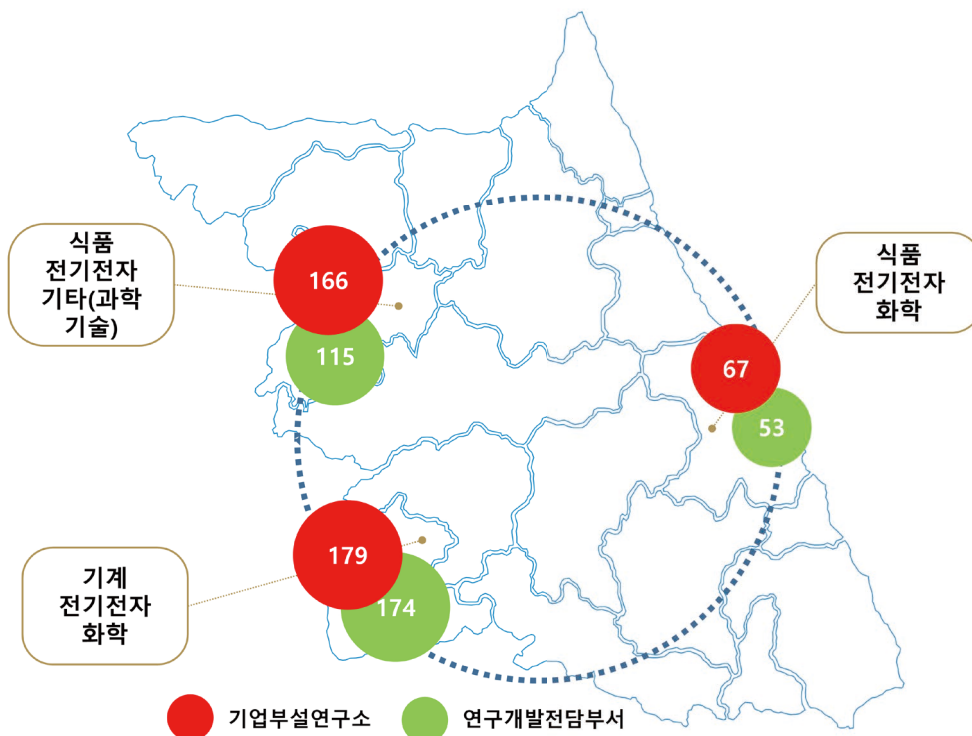 식품
전기전자
기타(과학
기술)
166
115
식품
전기전자
화학
67
53
기계
전기전자
화학
179
174
기업부설연구소
연구개발전담부서